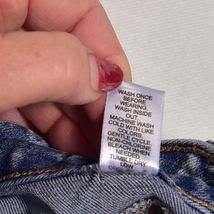 WASH ONCE
BEFORE
WEARING.
WASH INSIDE
OUT.
MACHINE WASH
COLD WITH LIKE
COLORS.
GENTLE CYCLE.
NON-CHLORINE
BLEACH WHEN
NEEDED.
TUMBLE DRY
LOW